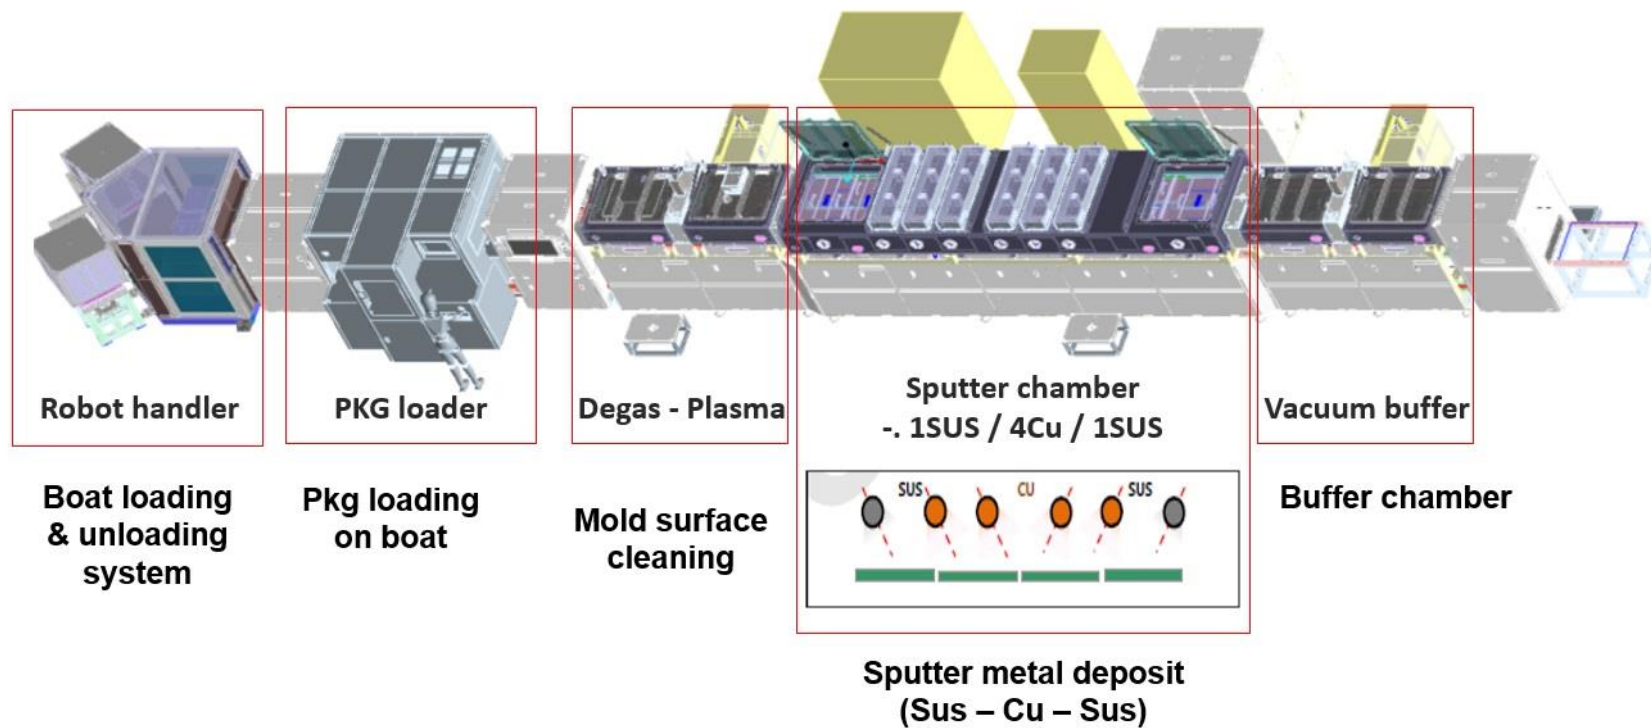 Robot handler
PKG loader
Degas - Plasma
Sputter chamber
-. 1SUS / 4Cu / 1SUS
Vacuum buffer
Boat loading
& unloading
system
Pkg loading
on boat
Mold surface
cleaning
SUS
CU
SUS
Buffer chamber
Sputter metal deposit
(Sus – Cu – Sus)